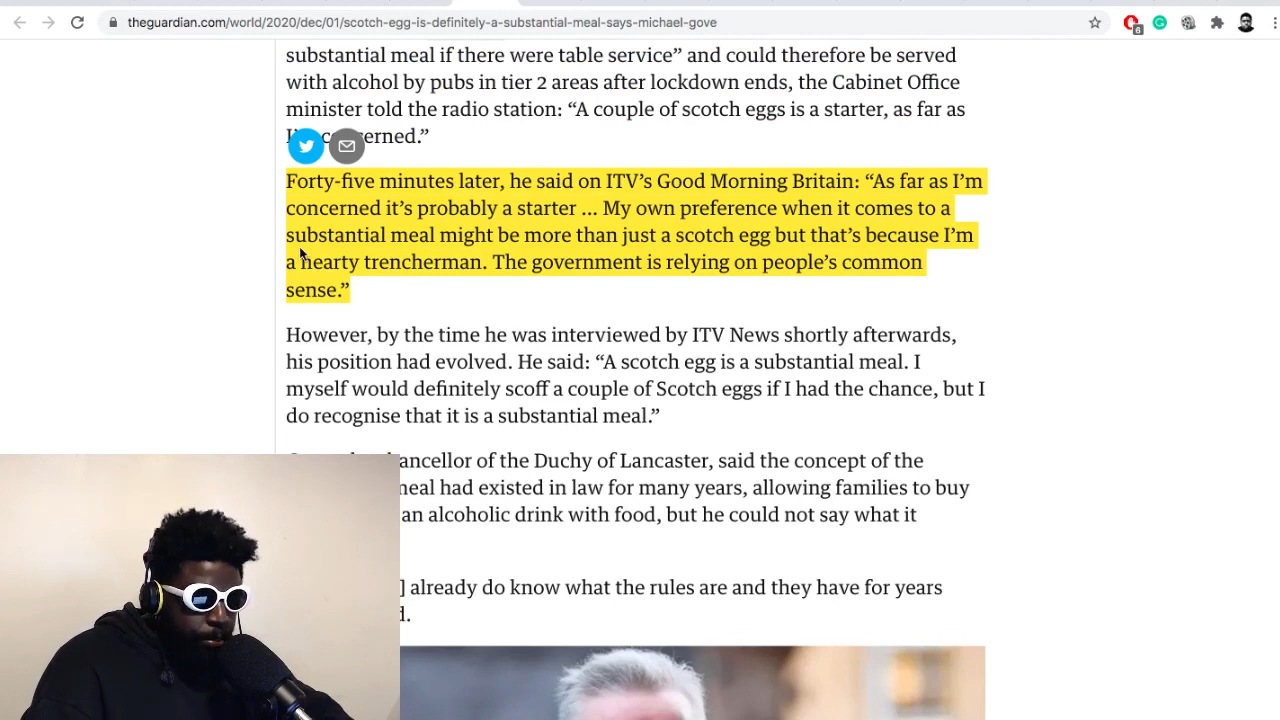 theguardian.com/world/2020/dec/01/scotch-egg-is-definitely-a-substantial-meal-says-michael-gove
6
substantial meal if there were table service” and could therefore be served
with alcohol by pubs in tier 2 areas after lockdown ends, the Cabinet Office
minister told the radio station: “A couple of scotch eggs is a starter, as far as
Forty-five minutes later, he said on ITV’s Good Morning Britain: “As far as I’m
concerned it’s probably a starter ... My own preference when it comes to a
substantial meal might be more than just a scotch egg but that’s because I’m
a hearty trencherman. The government is relying on people’s common
sense.”
However, by the time he was interviewed by ITV News shortly afterwards,
his position had evolved. He said: “A scotch egg is a substantial meal. I
myself would definitely scoff a couple of Scotch eggs if I had the chance, but I
do recognise that it is a substantial meal.”
of the Duchy of Lancaster, said the concept of the
had existed in law for many years, allowing families to buy
an alcoholic drink with food, but he could not say what it
] already do know what the rules are and they have for years